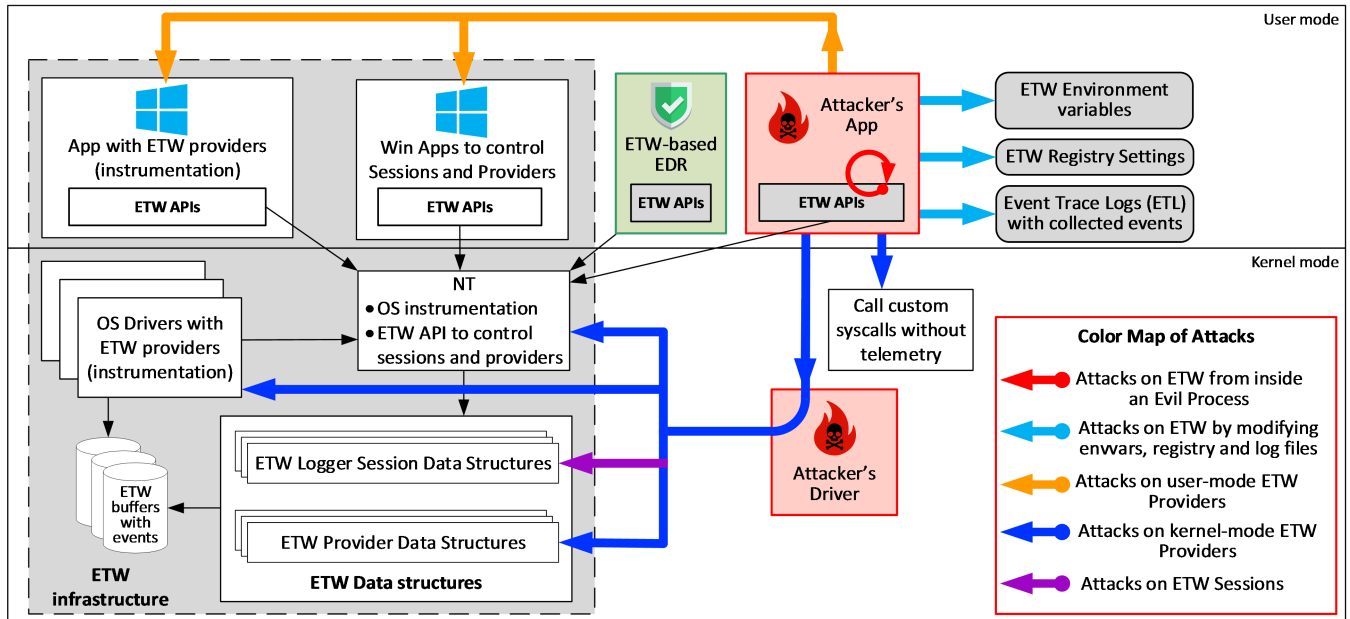 User mode
App with ETW providers
(instrumentation)
ETW APIs
Win Apps to control
Sessions and Providers
ETW APIs
ETW-based
EDR
ETW APIs
Attacker's
App
ETW APIs
ETW Environment
variables
ETW Registry Settings
Event Trace Logs (ETL)
with collected events
Kernel mode
OS Drivers with
ETW providers
(instrumentation)
NT
● OS instrumentation
● ETW API to control
sessions and providers
Call custom
syscalls without
telemetry
Attacker's
Driver
ETW Logger Session Data Structures
ETW Provider Data Structures
ETW Data structures
ETW
buffers
with
events
ETW
infrastructure
Color Map of Attacks
Attacks on ETW from inside
an Evil Process
Attacks on ETW by modifying
envvars, registry and log files
Attacks on user-mode ETW
Providers
Attacks on kernel-mode ETW
Providers
Attacks on ETW Sessions